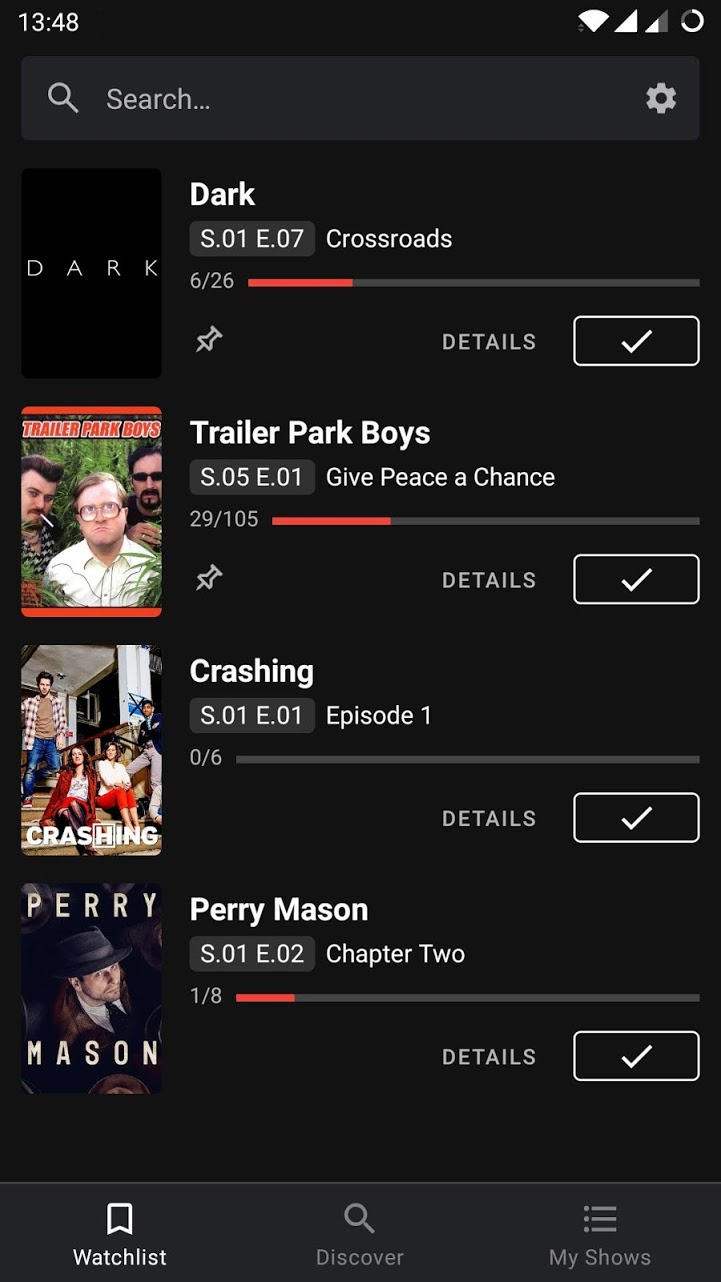 13:48
Search...
DARK
Dark
S.01 E.07 Crossroads
6/26
DETAILS
TRAILER PARK BOYS
Trailer Park Boys
S.05 E.01 Give Peace a Chance
29/105
DETAILS
CRASHING
Crashing
S.01 E.01 Episode 1
0/6
DETAILS
PERRY
MASON
Perry Mason
S.01 E.02 Chapter Two
1/8
DETAILS
Watchlist Discover My Shows